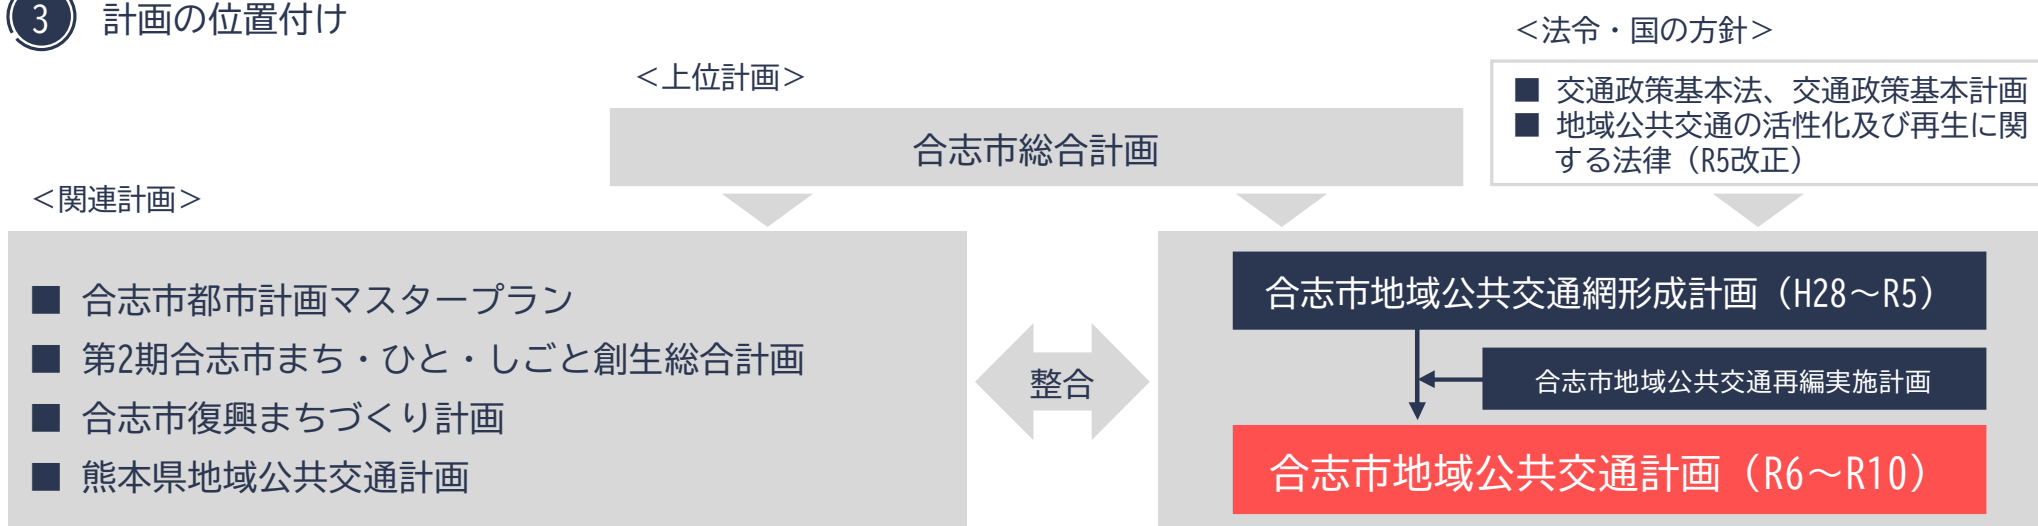 3 計画の位置付け
＜法令・国の方針＞
■ 交通政策基本法、交通政策基本計画
■ 地域公共交通の活性化及び再生に関
する法律（R5改正）
＜上位計画＞
合志市総合計画
＜関連計画＞
■ 合志市都市計画マスタープラン
■ 第2期合志市まち・ひと・しごと創生総合計画
■ 合志市復興まちづくり計画
■ 熊本県地域公共交通計画
整合
合志市地域公共交通網形成計画（H28～R5）
合志市地域公共交通再編実施計画
合志市地域公共交通計画（R6～R10）